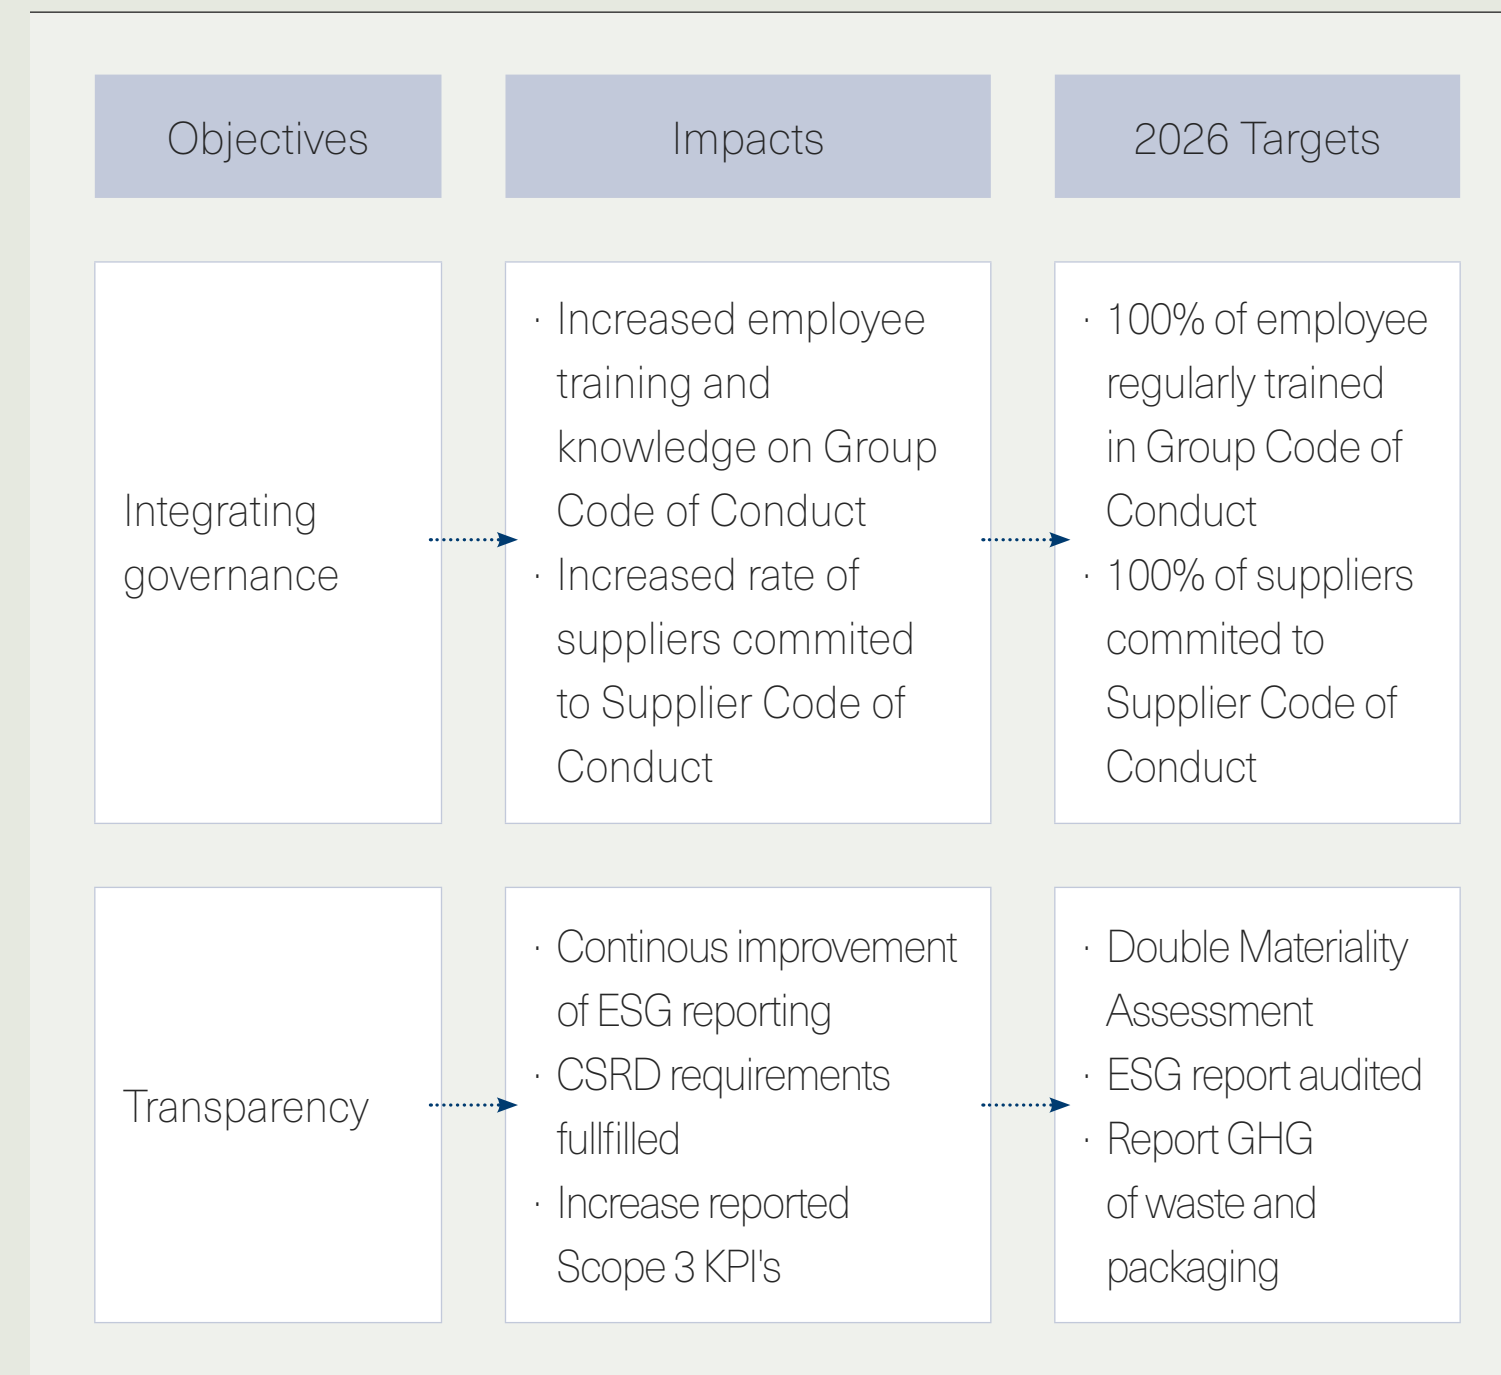 Objectives
Impacts
2026 Targets
Integrating
governance
· Increased employee
training and
knowledge on Group
Code of Conduct
· Increased rate of
suppliers commited
to Supplier Code of
Conduct
· 100% of employee
regularly trained
in Group Code of
Conduct
· 100% of suppliers
commited to
Supplier Code of
Conduct
Transparency
· Continous improvement
of ESG reporting
· CSRD requirements
fullfilled
· Increase reported
Scope 3 KPI's
· Double Materiality
Assessment
· ESG report audited
· Report GHG
of waste and
packaging